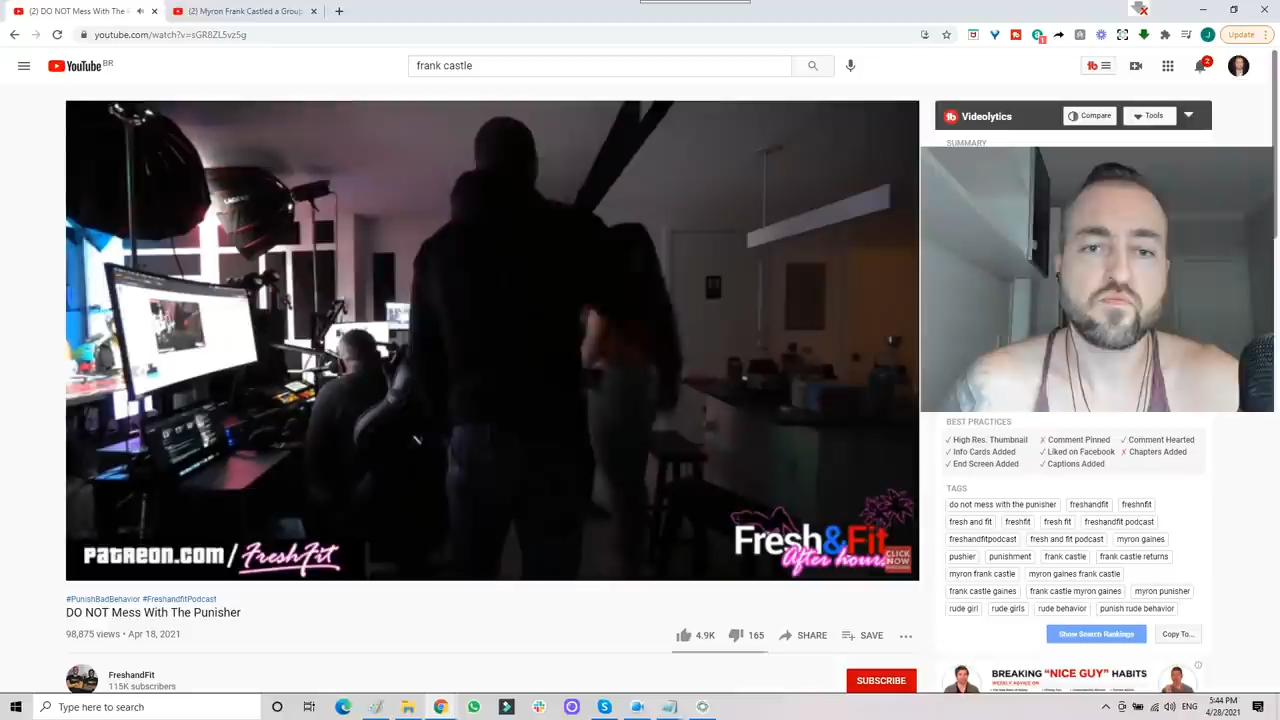 (2) DO NOT Mess With The
(2) Myron Frank Castled a Group
youtube.com/watch?v=sGR8ZL5vz5g
Update
YouTube BR
frank castle
2
Videolytics
Compare
Tools
SUMMARY
PATREON.COM/FreshFit
Fresh&Fit
After hours
CLICK NOW
BEST PRACTICES
✓ High Res. Thumbnail ✗ Comment Pinned ✓ Comment Hearted
✓ Info Cards Added ✓ Liked on Facebook ✗ Chapters Added
✓ End Screen Added ✓ Captions Added
TAGS
do not mess with the punisher freshandfit freshnfit
fresh and fit freshfit fresh fit freshandfit podcast
freshandfitpodcast fresh and fit podcast myron gaines
pushier punishment frank castle frank castle returns
myron frank castle myron gaines frank castle
frank castle gaines frank castle myron gaines myron punisher
rude girl rude girls rude behavior punish rude behavior
Show Search Rankings Copy To...
#PunishBadBehavior #FreshandfitPodcast
DO NOT Mess With The Punisher
98,875 views • Apr 18, 2021
4.9K 165 SHARE SAVE
FreshandFit
115K subscribers
SUBSCRIBE
BREAKING "NICE GUY" HABITS
WEEKLY ADVICE ON
Type here to search
ENG
5:44 PM
4/28/2021